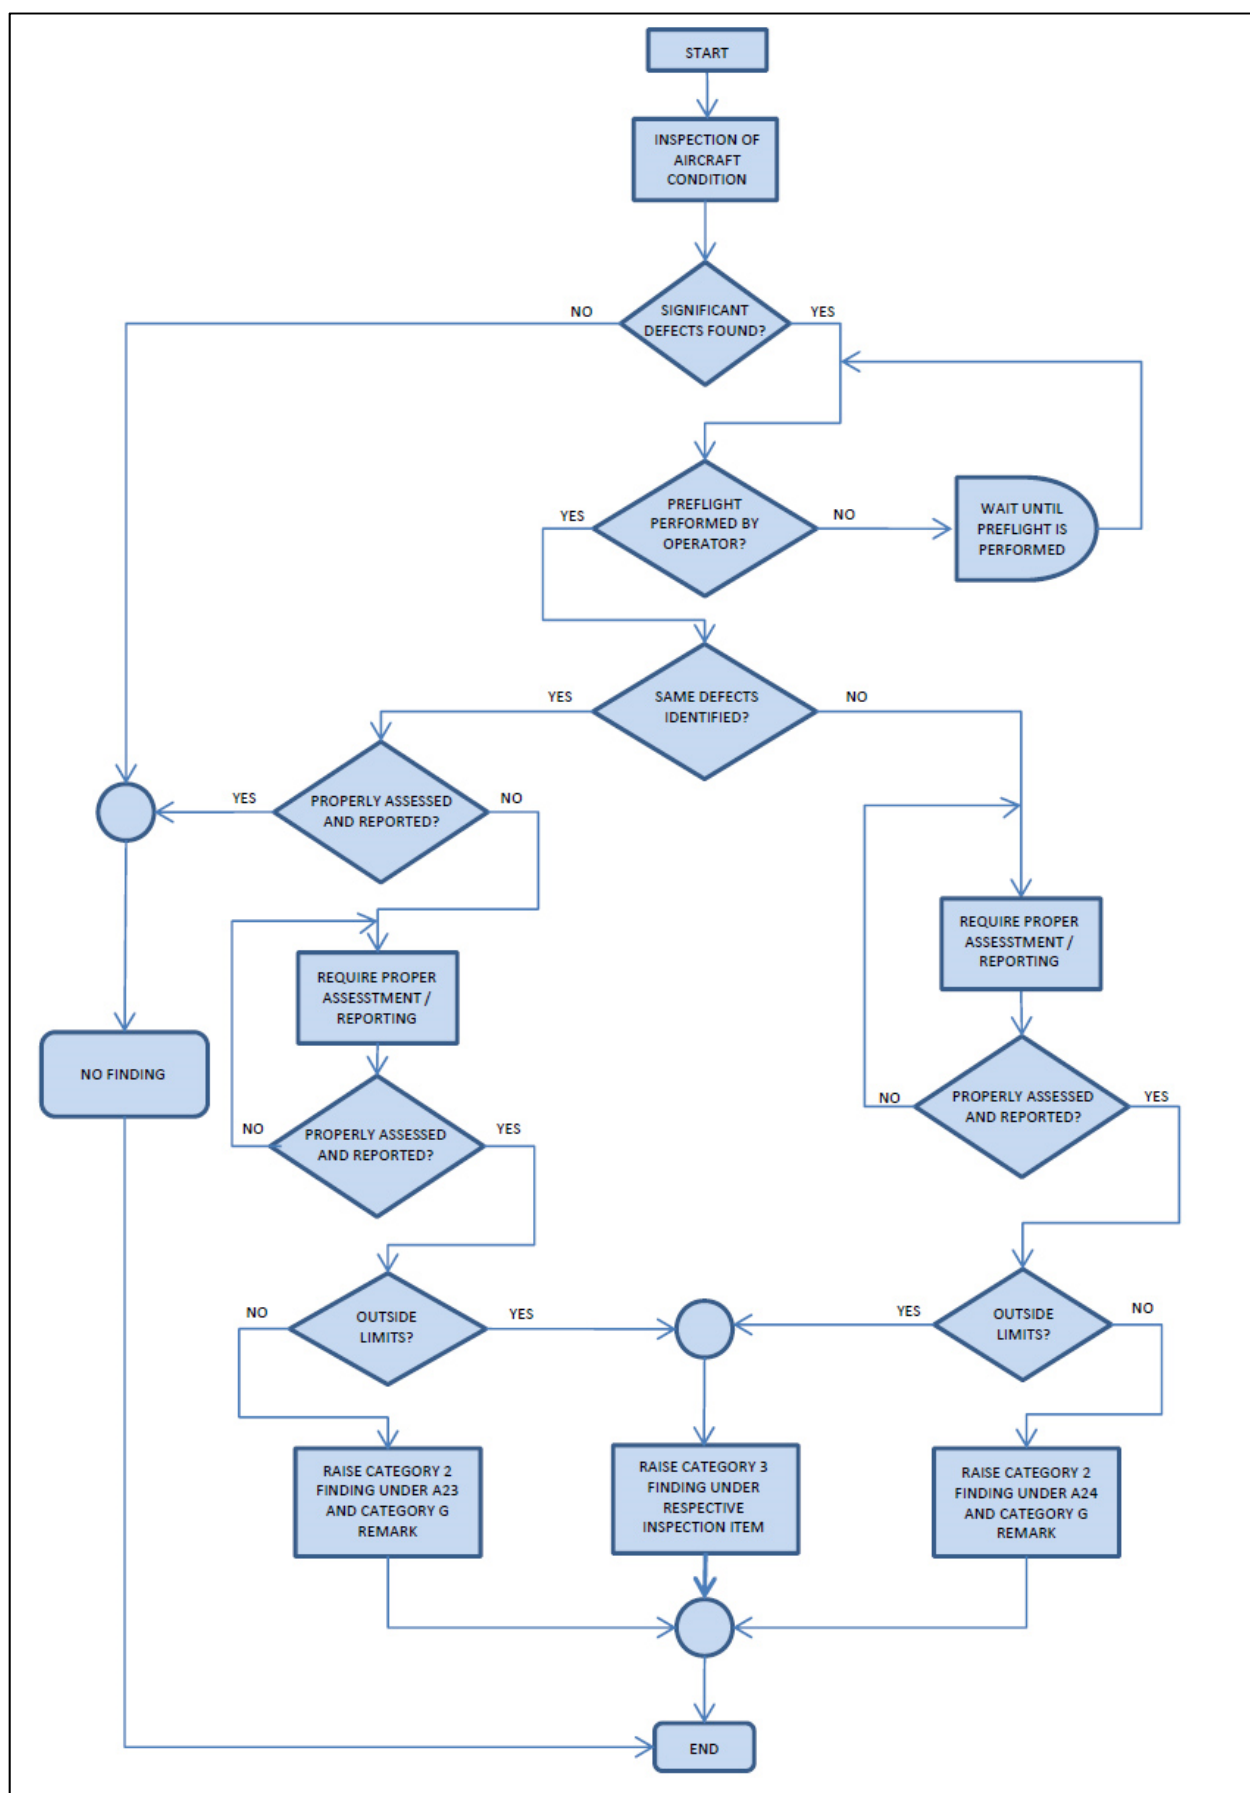 START
INSPECTION OF
AIRCRAFT
CONDITION
NO
SIGNIFICANT
DEFECTS FOUND?
YES
YES
PREFLIGHT
PERFORMED BY
OPERATOR?
NO
WAIT UNTIL
PREFLIGHT IS
PERFORMED
YES
SAME DEFECTS
IDENTIFIED?
NO
YES
PROPERLY ASSESSED
AND REPORTED?
NO
REQUIRE PROPER
ASSESSTMENT /
REPORTING
REQUIRE PROPER
ASSESSTMENT /
REPORTING
NO FINDING
NO
PROPERLY ASSESSED
AND REPORTED?
YES
NO
PROPERLY ASSESSED
AND REPORTED?
YES
NO
OUTSIDE
LIMITS?
YES
YES
OUTSIDE
LIMITS?
NO
RAISE CATEGORY 2
FINDING UNDER A23
AND CATEGORY G
REMARK
RAISE CATEGORY 3
FINDING UNDER
RESPECTIVE
INSPECTION ITEM
RAISE CATEGORY 2
FINDING UNDER A24
AND CATEGORY G
REMARK
END